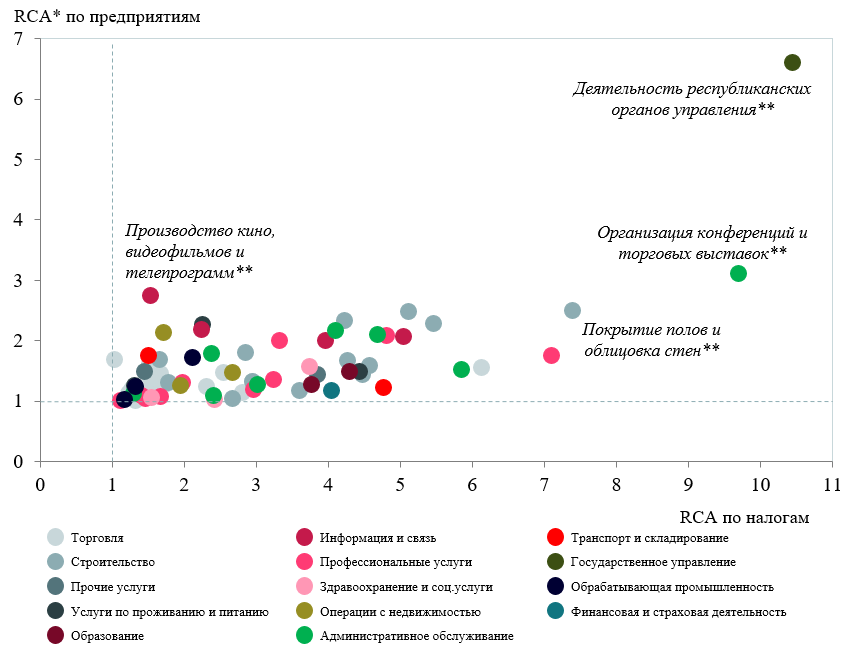 RCA* по предприятиям
7
6
5
4
3
2
1
0
Деятельность республиканских
органов управления**
Производство кино,
видеофильмов и
телепрограмм**
Организация конференций и
торговых выставок**
Покрытие полов и
облицовка стен**
0 1 2 3 4 5 6 7 8 9 10 11
RCA по налогам
Торговля
Информация и связь
Транспорт и складирование
Строительство
Профессиональные услуги
Государственное управление
Прочие услуги
Здравоохранение и соц.услуги
Обрабатывающая промышленность
Услуги по проживанию и питанию
Операции с недвижимостью
Финансовая и страховая деятельность
Образование
Административное обслуживание